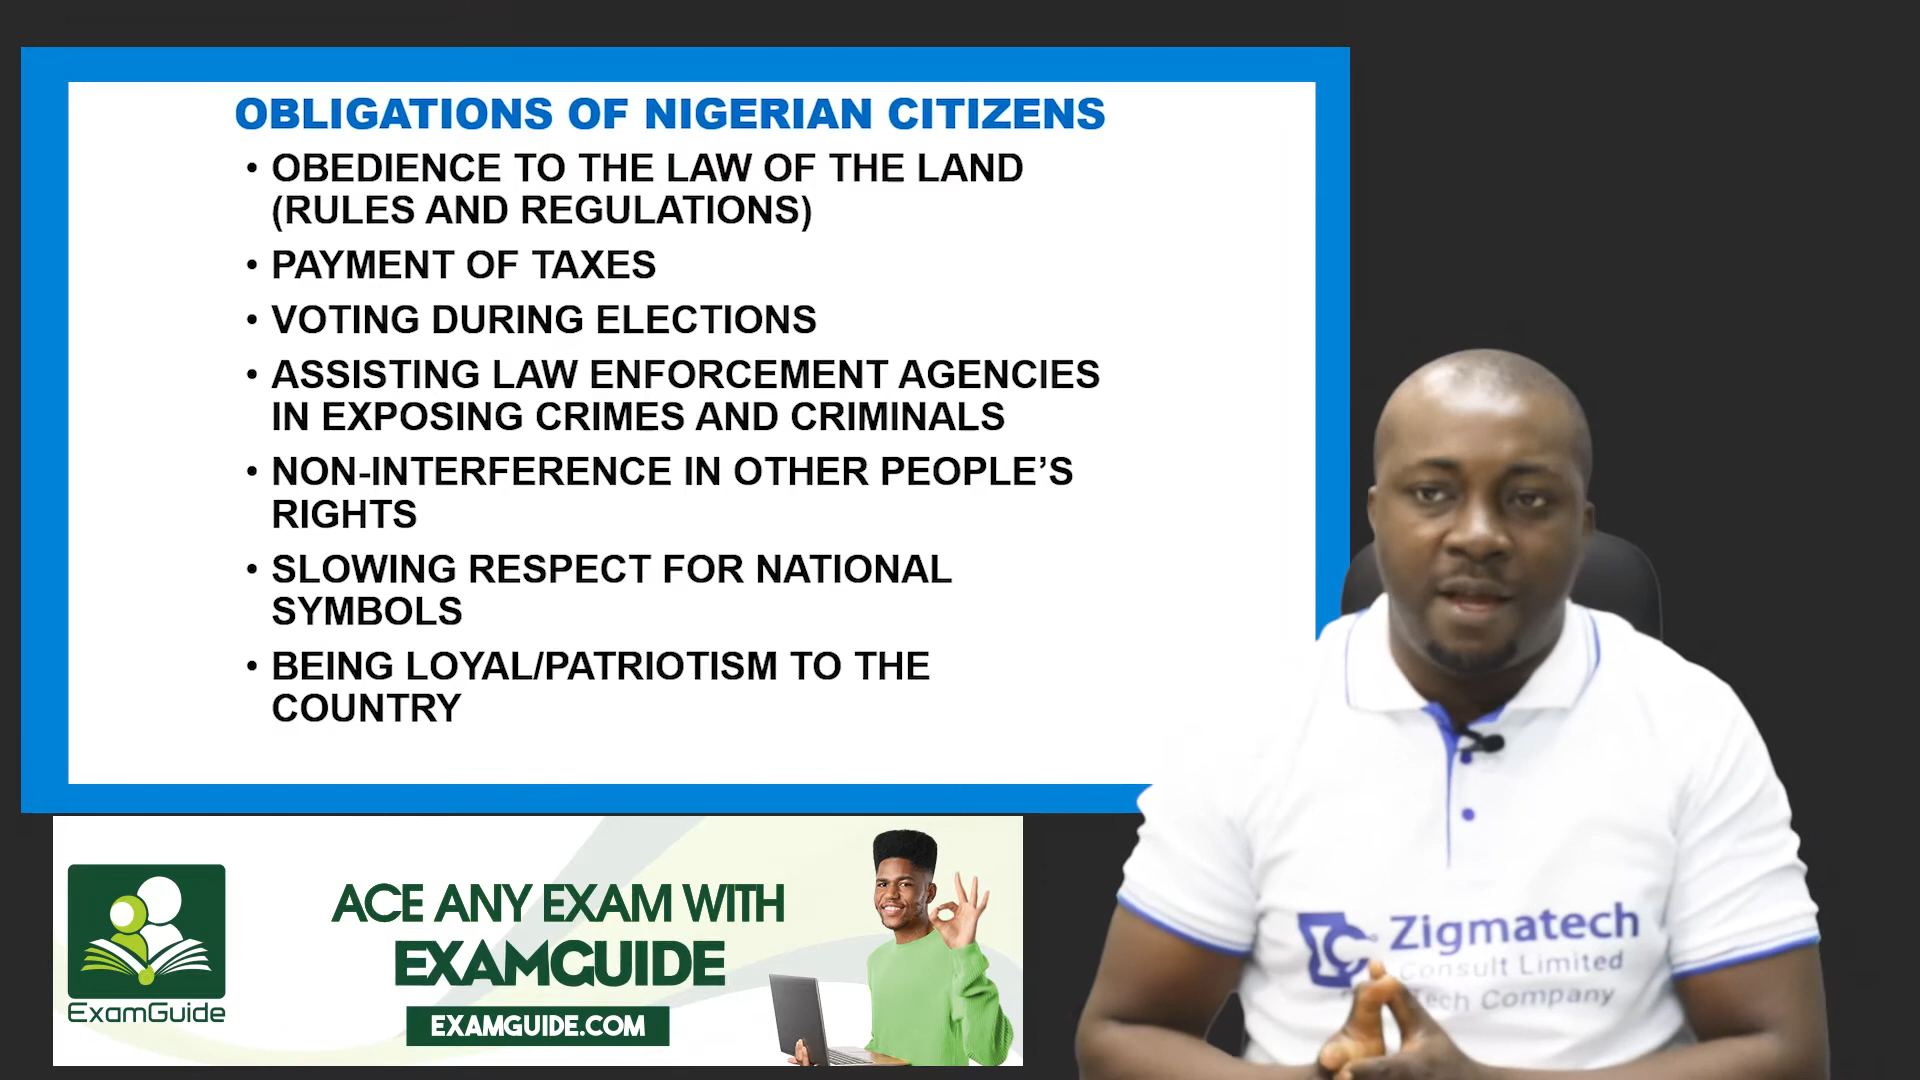 OBLIGATIONS OF NIGERIAN CITIZENS
• OBEDIENCE TO THE LAW OF THE LAND
(RULES AND REGULATIONS)
• PAYMENT OF TAXES
• VOTING DURING ELECTIONS
• ASSISTING LAW ENFORCEMENT AGENCIES
IN EXPOSING CRIMES AND CRIMINALS
• NON-INTERFERENCE IN OTHER PEOPLE’S
RIGHTS
• SLOWING RESPECT FOR NATIONAL
SYMBOLS
• BEING LOYAL/PATRIOTISM TO THE
COUNTRY
ExamGuide
ACE ANY EXAM WITH
EXAMGUIDE
EXAMGUIDE.COM
Zigmatech
Consult Limited
Tech Company